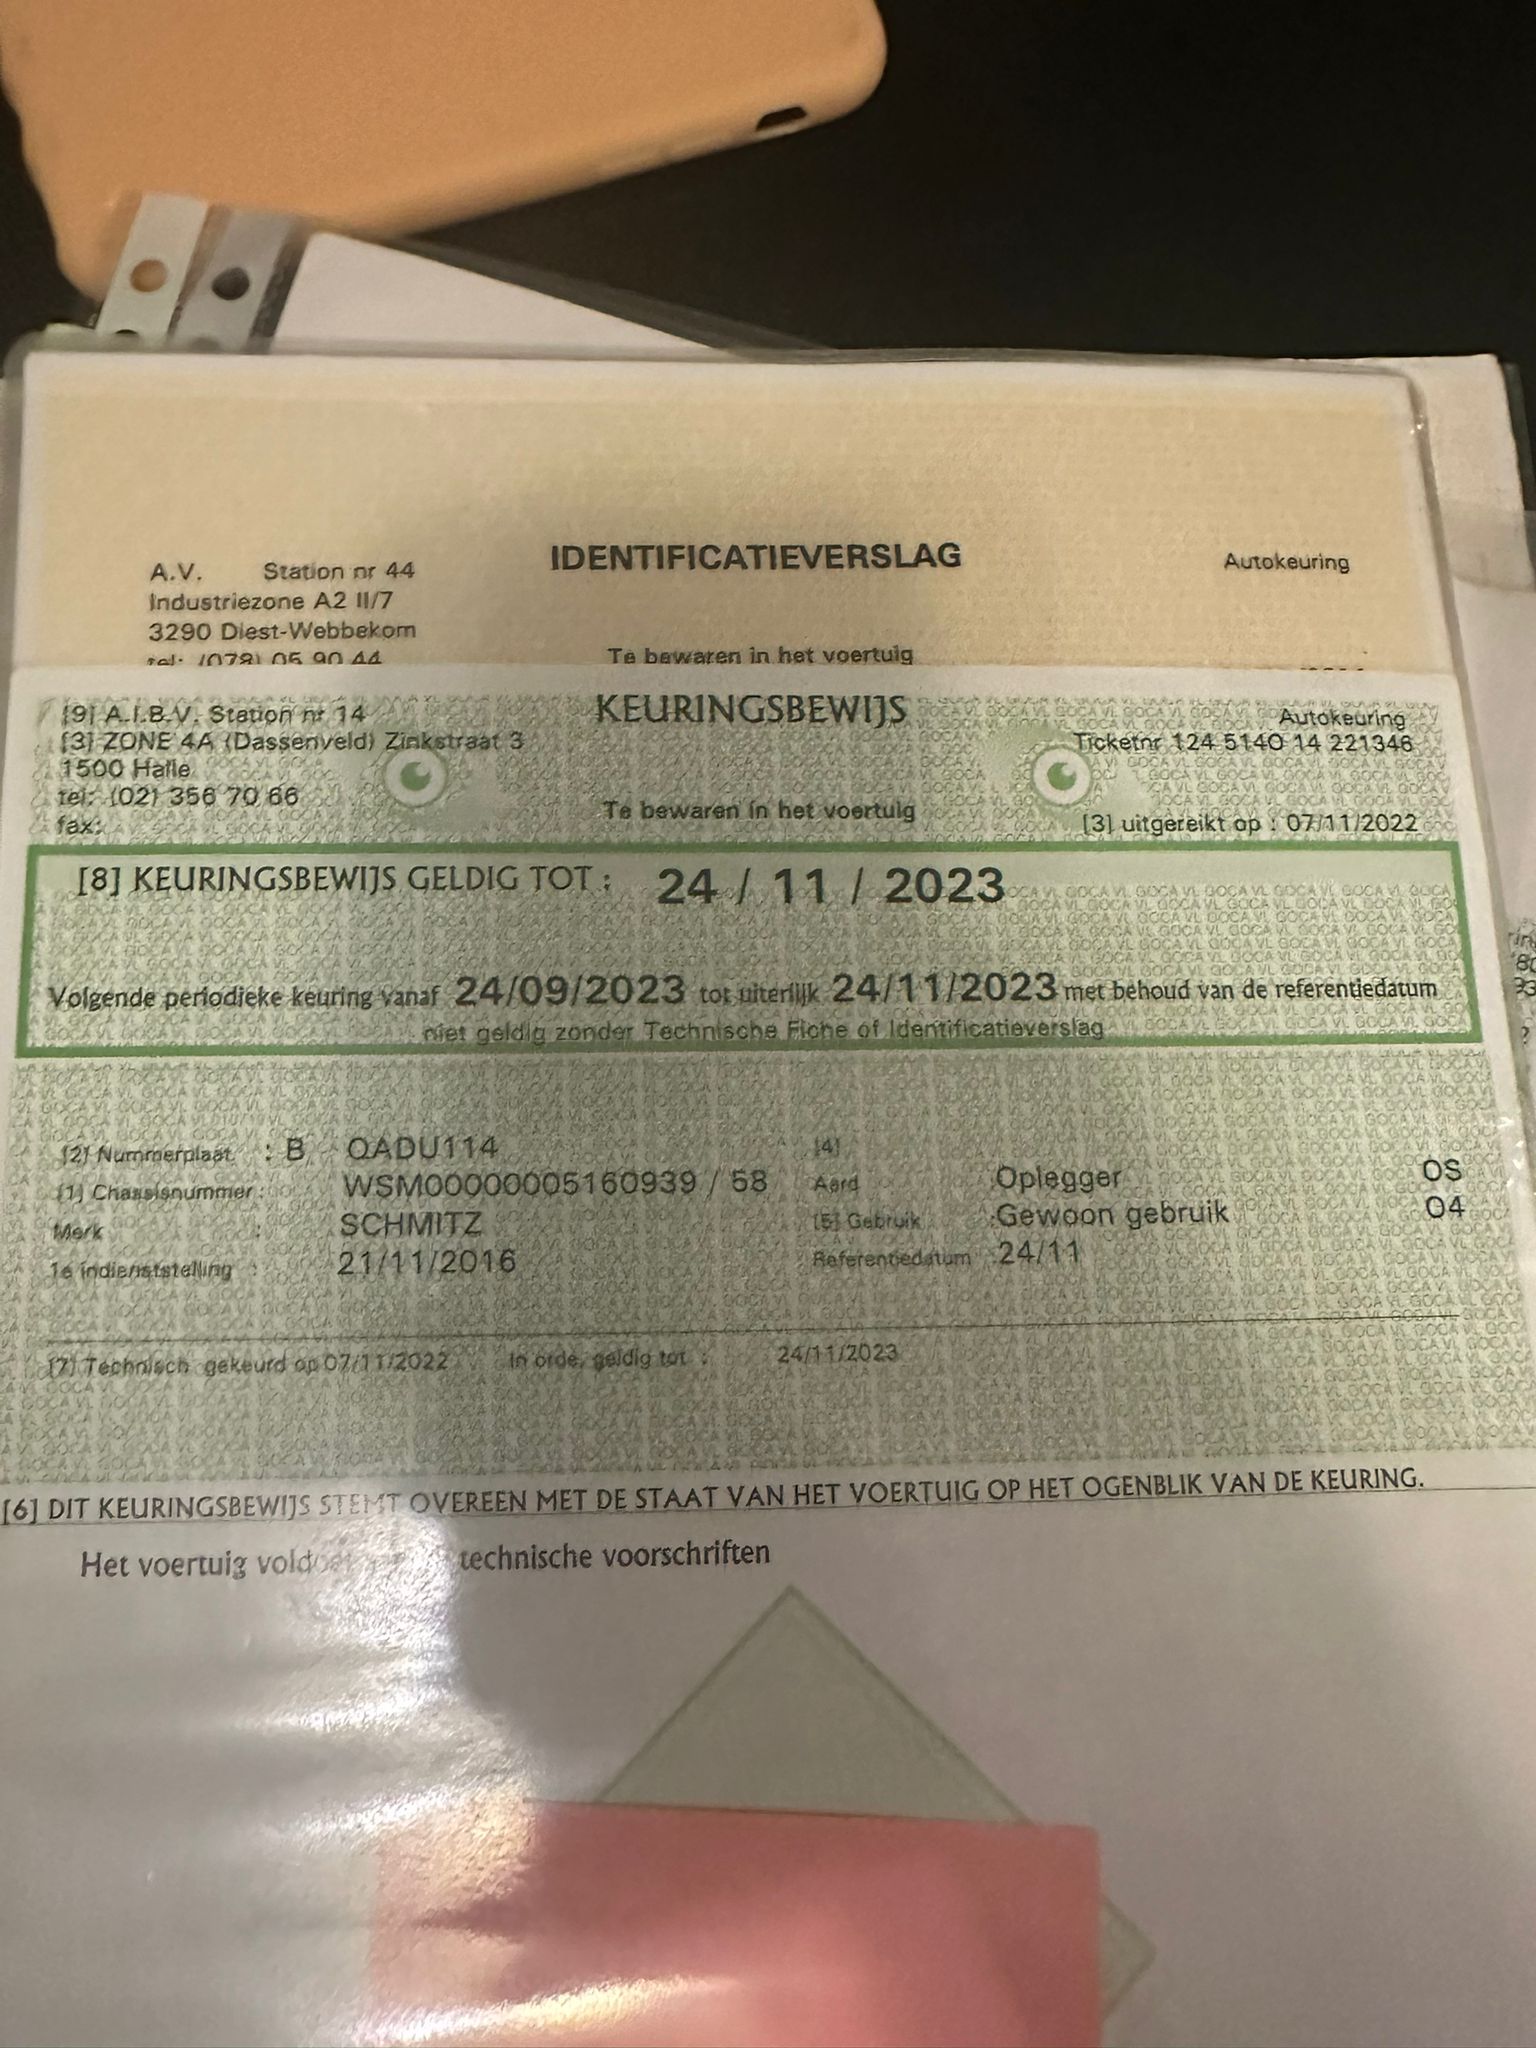 IDENTIFICATIEVERSLAG
A.V. Station nr 44
Autokeuring
Industriezone A2 II/7
3290 Diest-Webbekom
tel: (078) 05 90 44
Te bewaren in het voertuig
[9] A.I.B.V. Station nr 14
KEURINGSBEWIJS
Autokeuring
[3] ZONE 4A (Dassenveld) Zinkstraat 3
Ticketnr 124 5140 14 221346
1500 Halle
tel: (02) 356 70 66
Te bewaren in het voertuig
fax:
[3] uitgereikt op : 07/11/2022
[8] KEURINGSBEWIJS GELDIG TOT : 24 / 11 / 2023
Volgende periodieke keuring vanaf 24/09/2023 tot uiterlijk 24/11/2023 met behoud van de referentiedatum
niet geldig zonder Technische Fiche of Identificatieverslag
[2] Nummerplaat : B QADU114
[4]
[1] Chassisnummer : WSM00000005160939 / 58
Aard Oplegger OS
Merk : SCHMITZ
[5] Gebruik :Gewoon gebruik O4
1e indienststelling : 21/11/2016
Referentiedatum :24/11
[7] Technisch gekeurd op 07/11/2022 In orde, geldig tot : 24/11/2023
[6] DIT KEURINGSBEWIJS STEMT OVEREEN MET DE STAAT VAN HET VOERTUIG OP HET OGENBLIK VAN DE KEURING.
Het voertuig technische voorschriften